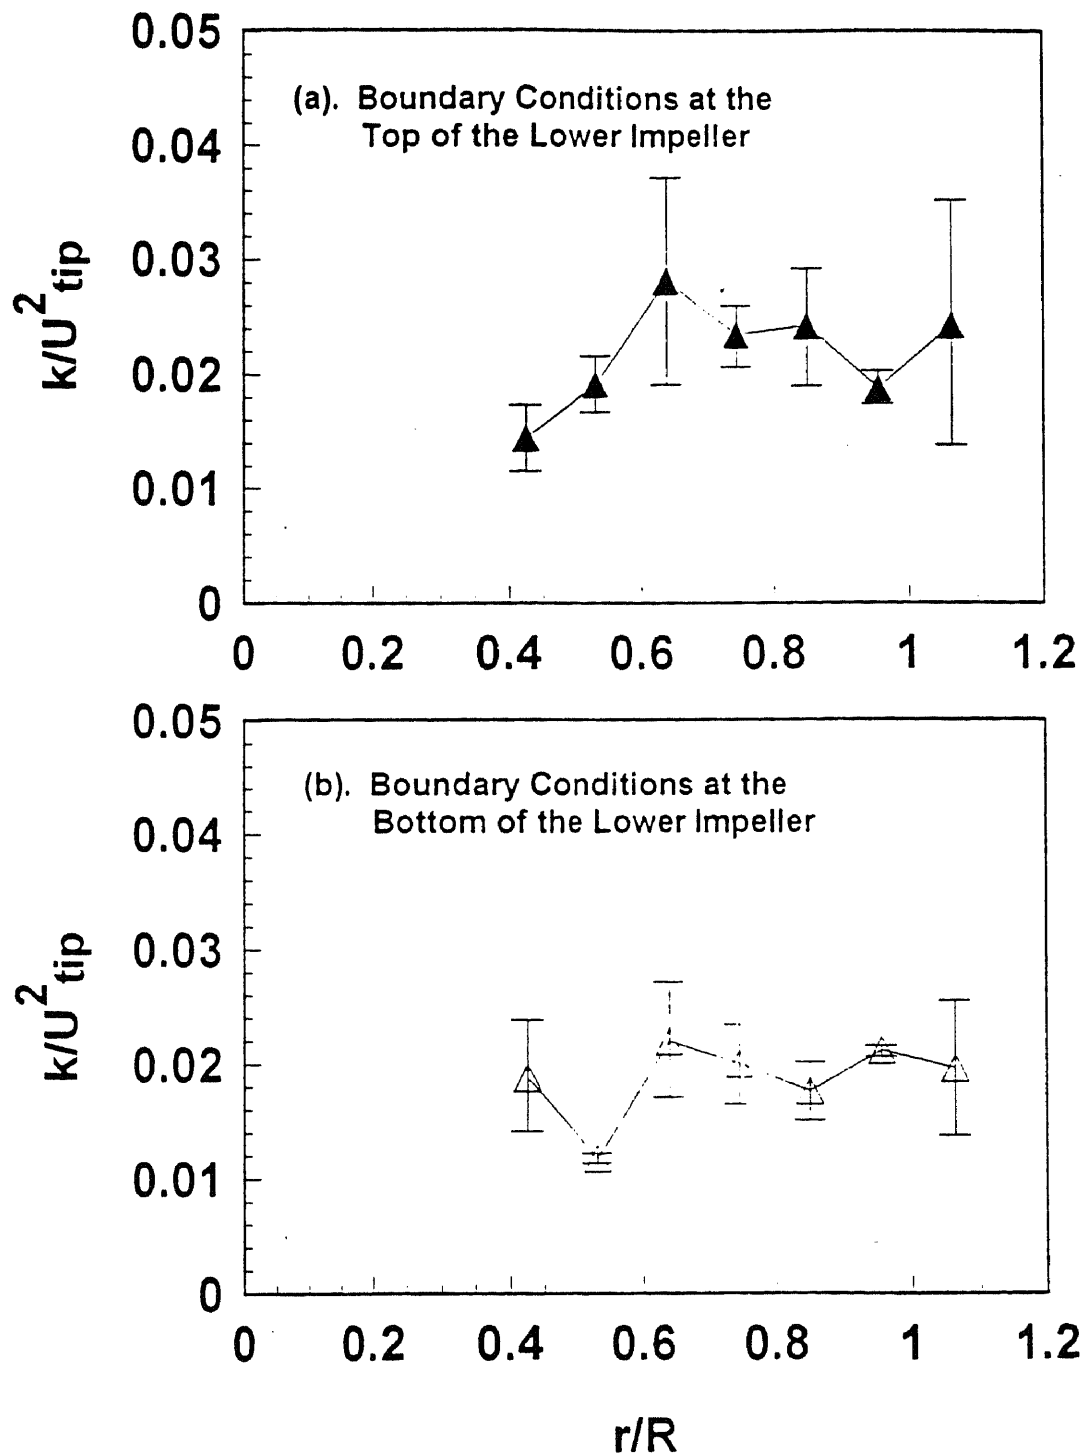 0.05
(a). Boundary Conditions at the
Top of the Lower Impeller
0.04
0.03
k/U²tip
0.02
0.01
0
0 0.2 0.4 0.6 0.8 1 1.2
0.05
(b). Boundary Conditions at the
Bottom of the Lower Impeller
0.04
0.03
k/U²tip
0.02
0.01
0
0 0.2 0.4 0.6 0.8 1 1.2
r/R